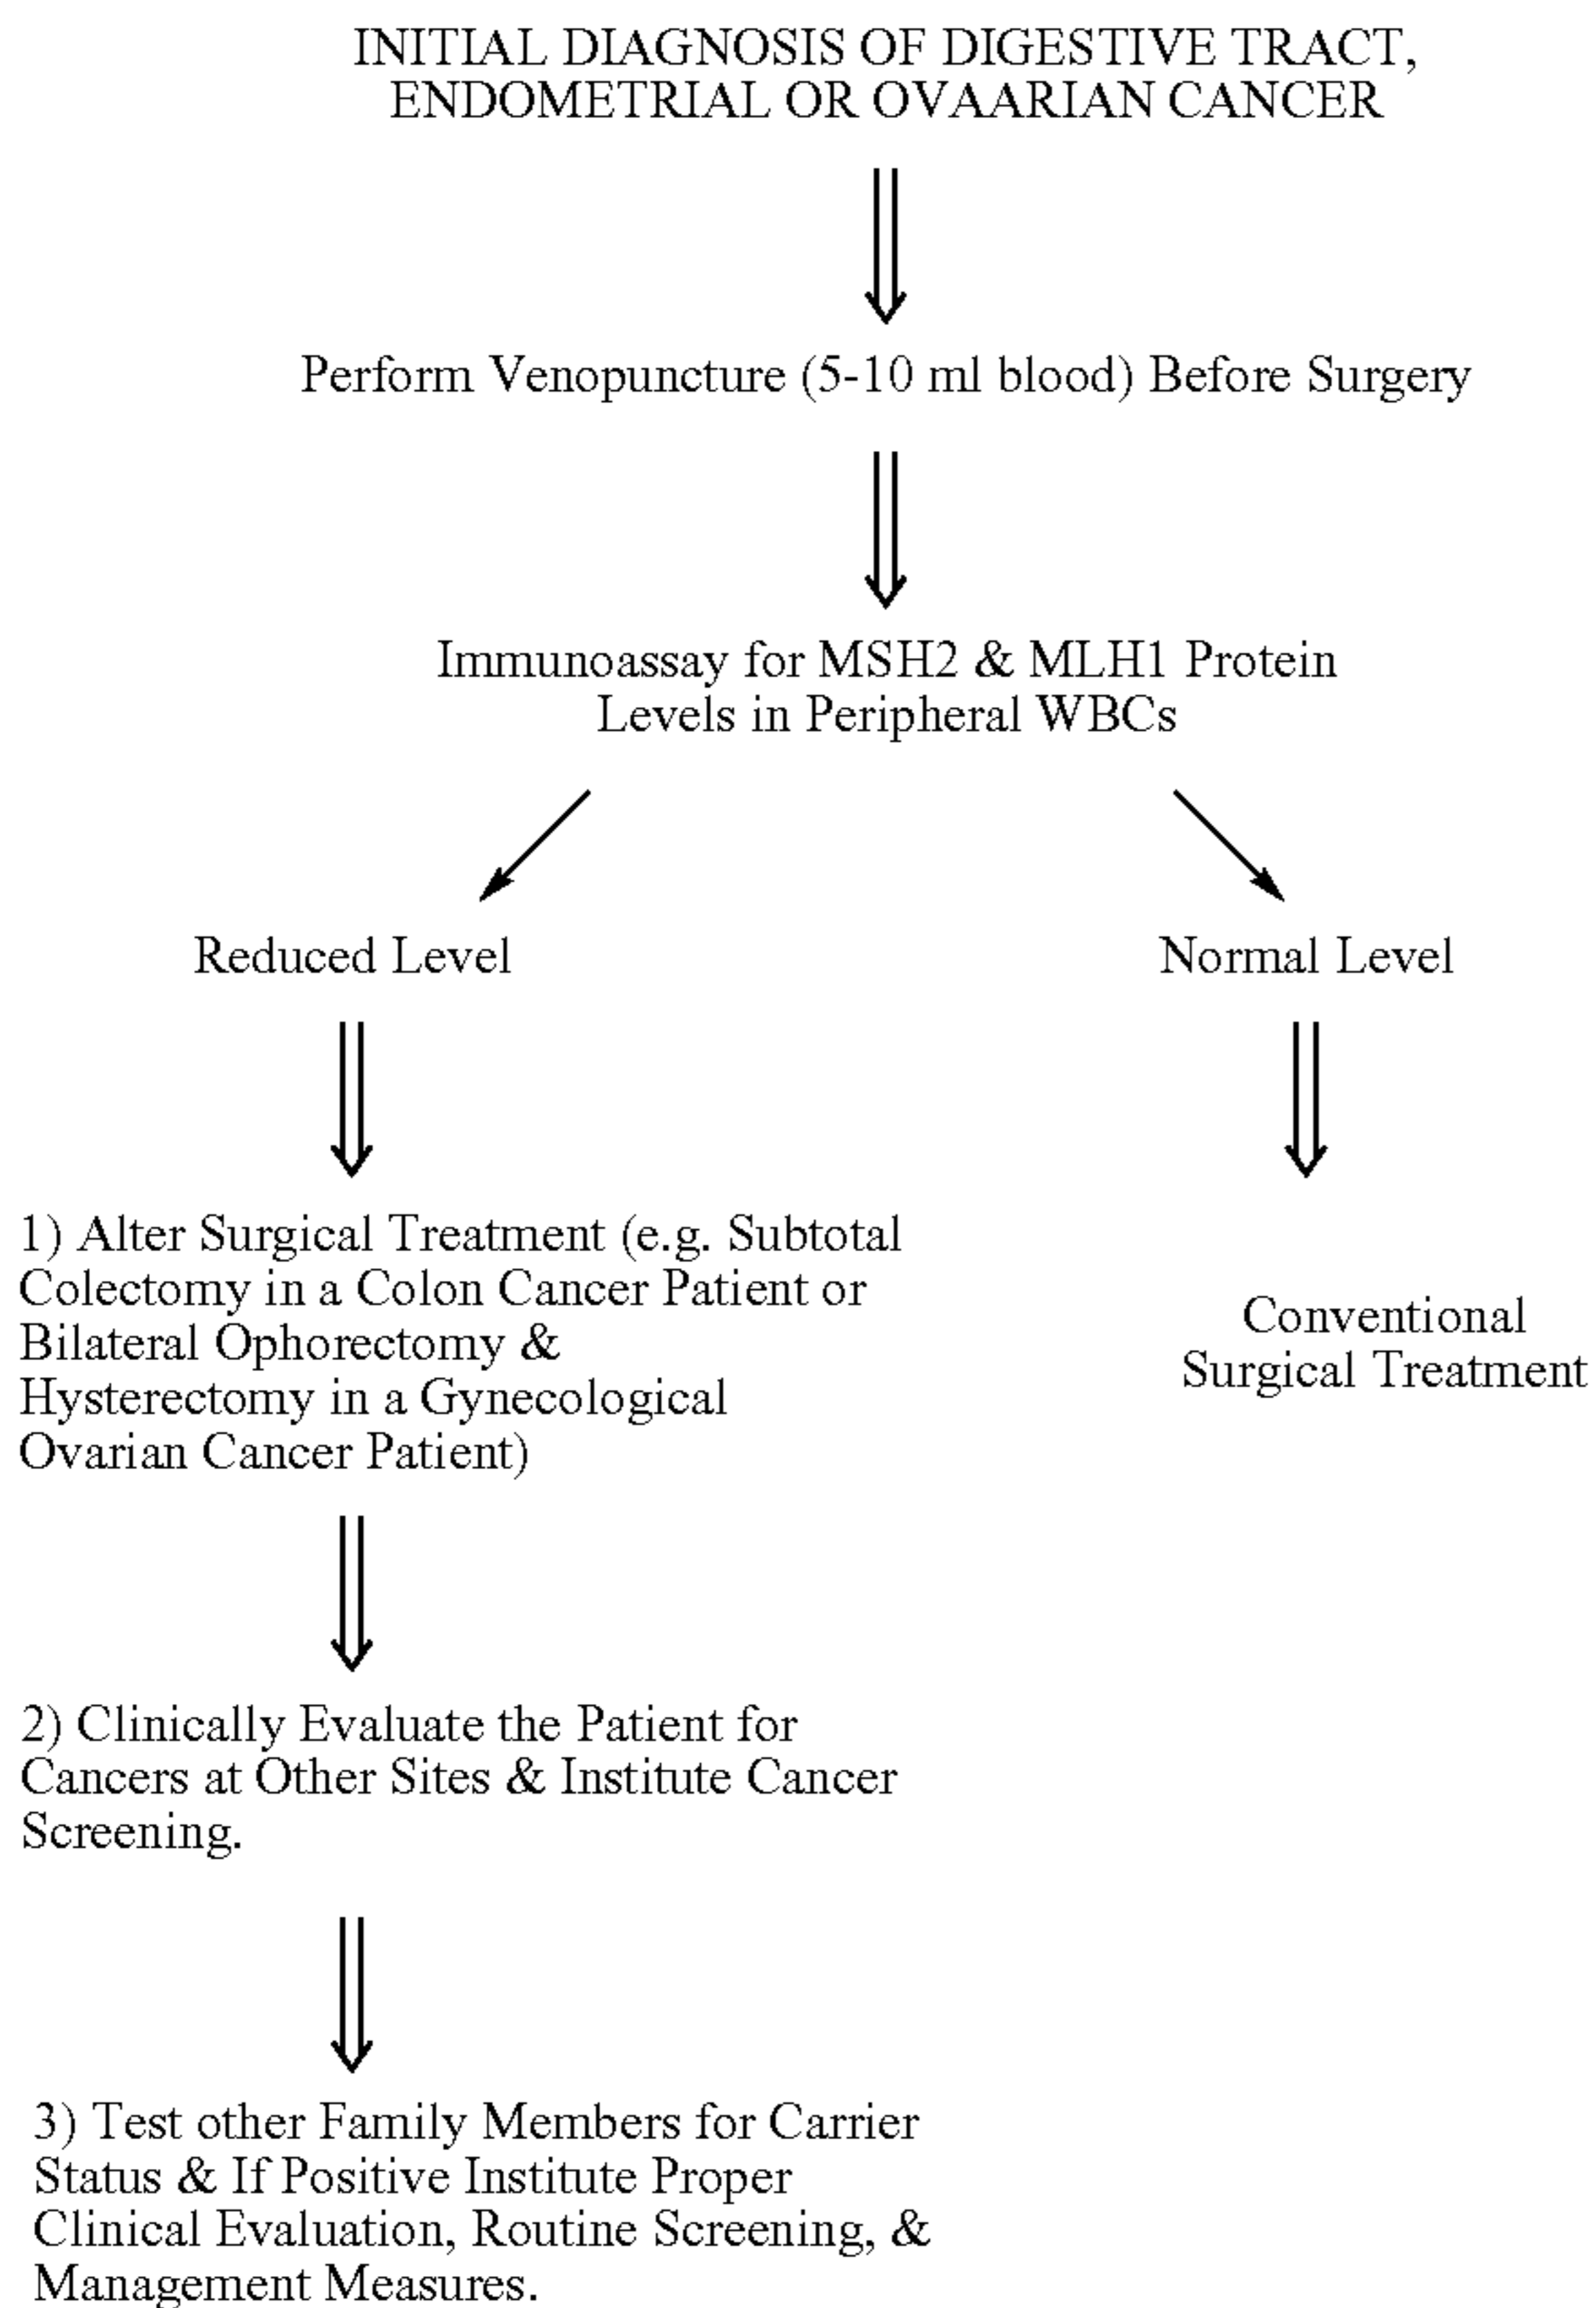 INITIAL DIAGNOSIS OF DIGESTIVE TRACT,
ENDOMETRIAL OR OVAARIAN CANCER
Perform Venopuncture (5-10 ml blood) Before Surgery
Immunoassay for MSH2 & MLH1 Protein
Levels in Peripheral WBCs
Reduced Level
Normal Level
1) Alter Surgical Treatment (e.g. Subtotal
Colectomy in a Colon Cancer Patient or
Bilateral Ophorectomy &
Hysterectomy in a Gynecological
Ovarian Cancer Patient)
Conventional
Surgical Treatment
2) Clinically Evaluate the Patient for
Cancers at Other Sites & Institute Cancer
Screening.
3) Test other Family Members for Carrier
Status & If Positive Institute Proper
Clinical Evaluation, Routine Screening, &
Management Measures.